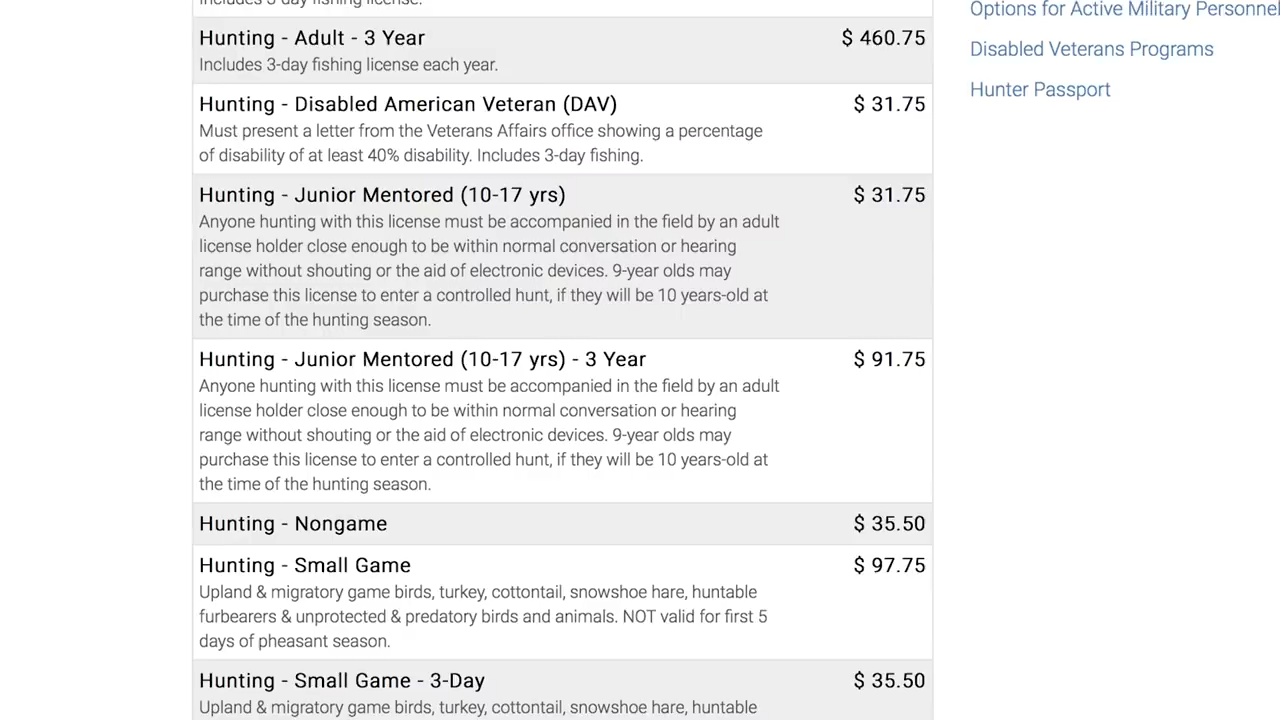 Includes 3-day fishing license.
Hunting - Adult - 3 Year
$ 460.75
Includes 3-day fishing license each year.
Hunting - Disabled American Veteran (DAV)
$ 31.75
Must present a letter from the Veterans Affairs office showing a percentage
of disability of at least 40% disability. Includes 3-day fishing.
Hunting - Junior Mentored (10-17 yrs)
$ 31.75
Anyone hunting with this license must be accompanied in the field by an adult
license holder close enough to be within normal conversation or hearing
range without shouting or the aid of electronic devices. 9-year olds may
purchase this license to enter a controlled hunt, if they will be 10 years-old at
the time of the hunting season.
Hunting - Junior Mentored (10-17 yrs) - 3 Year
$ 91.75
Anyone hunting with this license must be accompanied in the field by an adult
license holder close enough to be within normal conversation or hearing
range without shouting or the aid of electronic devices. 9-year olds may
purchase this license to enter a controlled hunt, if they will be 10 years-old at
the time of the hunting season.
Hunting - Nongame
$ 35.50
Hunting - Small Game
$ 97.75
Upland & migratory game birds, turkey, cottontail, snowshoe hare, huntable
furbearers & unprotected & predatory birds and animals. NOT valid for first 5
days of pheasant season.
Hunting - Small Game - 3-Day
$ 35.50
Upland & migratory game birds, turkey, cottontail, snowshoe hare, huntable
Options for Active Military Personnel
Disabled Veterans Programs
Hunter Passport